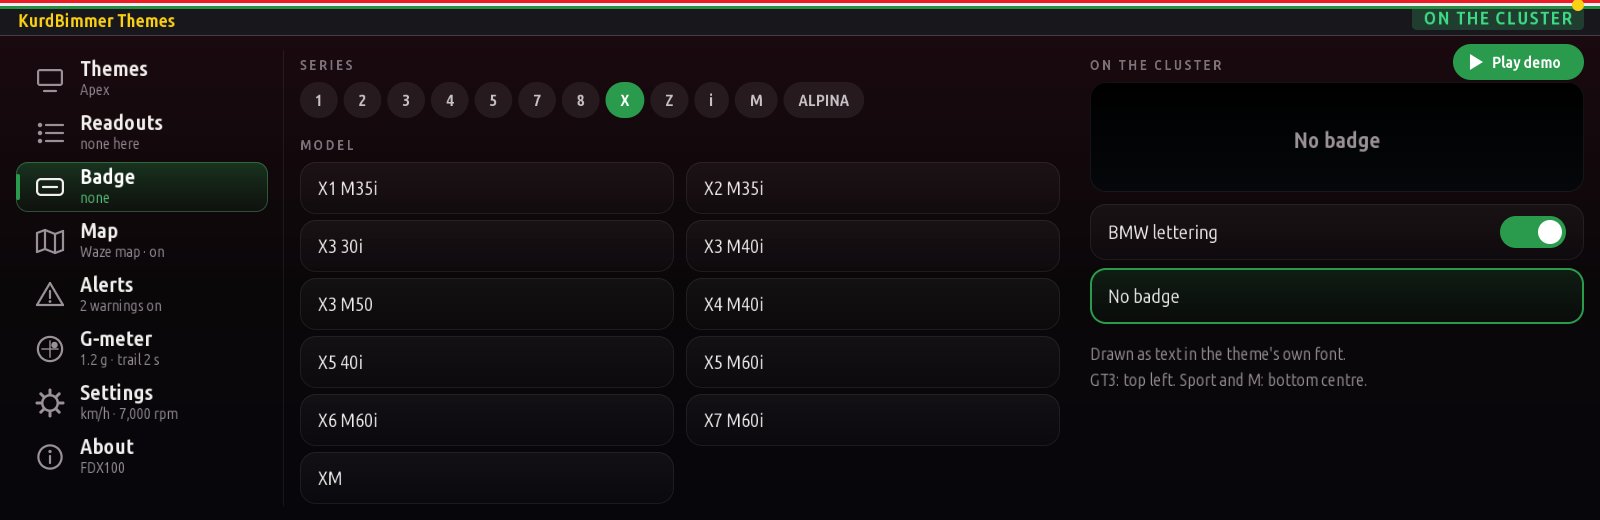 KurdBimmer Themes
ON THE CLUSTER
Themes
Apex
Readouts
none here
Badge
none
Map
Waze map · on
Alerts
2 warnings on
G-meter
1.2 g · trail 2 s
Settings
km/h · 7,000 rpm
About
FDX100
SERIES
1 2 3 4 5 7 8 X Z i M ALPINA
MODEL
X1 M35i
X2 M35i
X3 30i
X3 M40i
X3 M50
X4 M40i
X5 40i
X5 M60i
X6 M60i
X7 M60i
XM
ON THE CLUSTER
Play demo
No badge
BMW lettering
No badge
Drawn as text in the theme's own font.
GT3: top left. Sport and M: bottom centre.